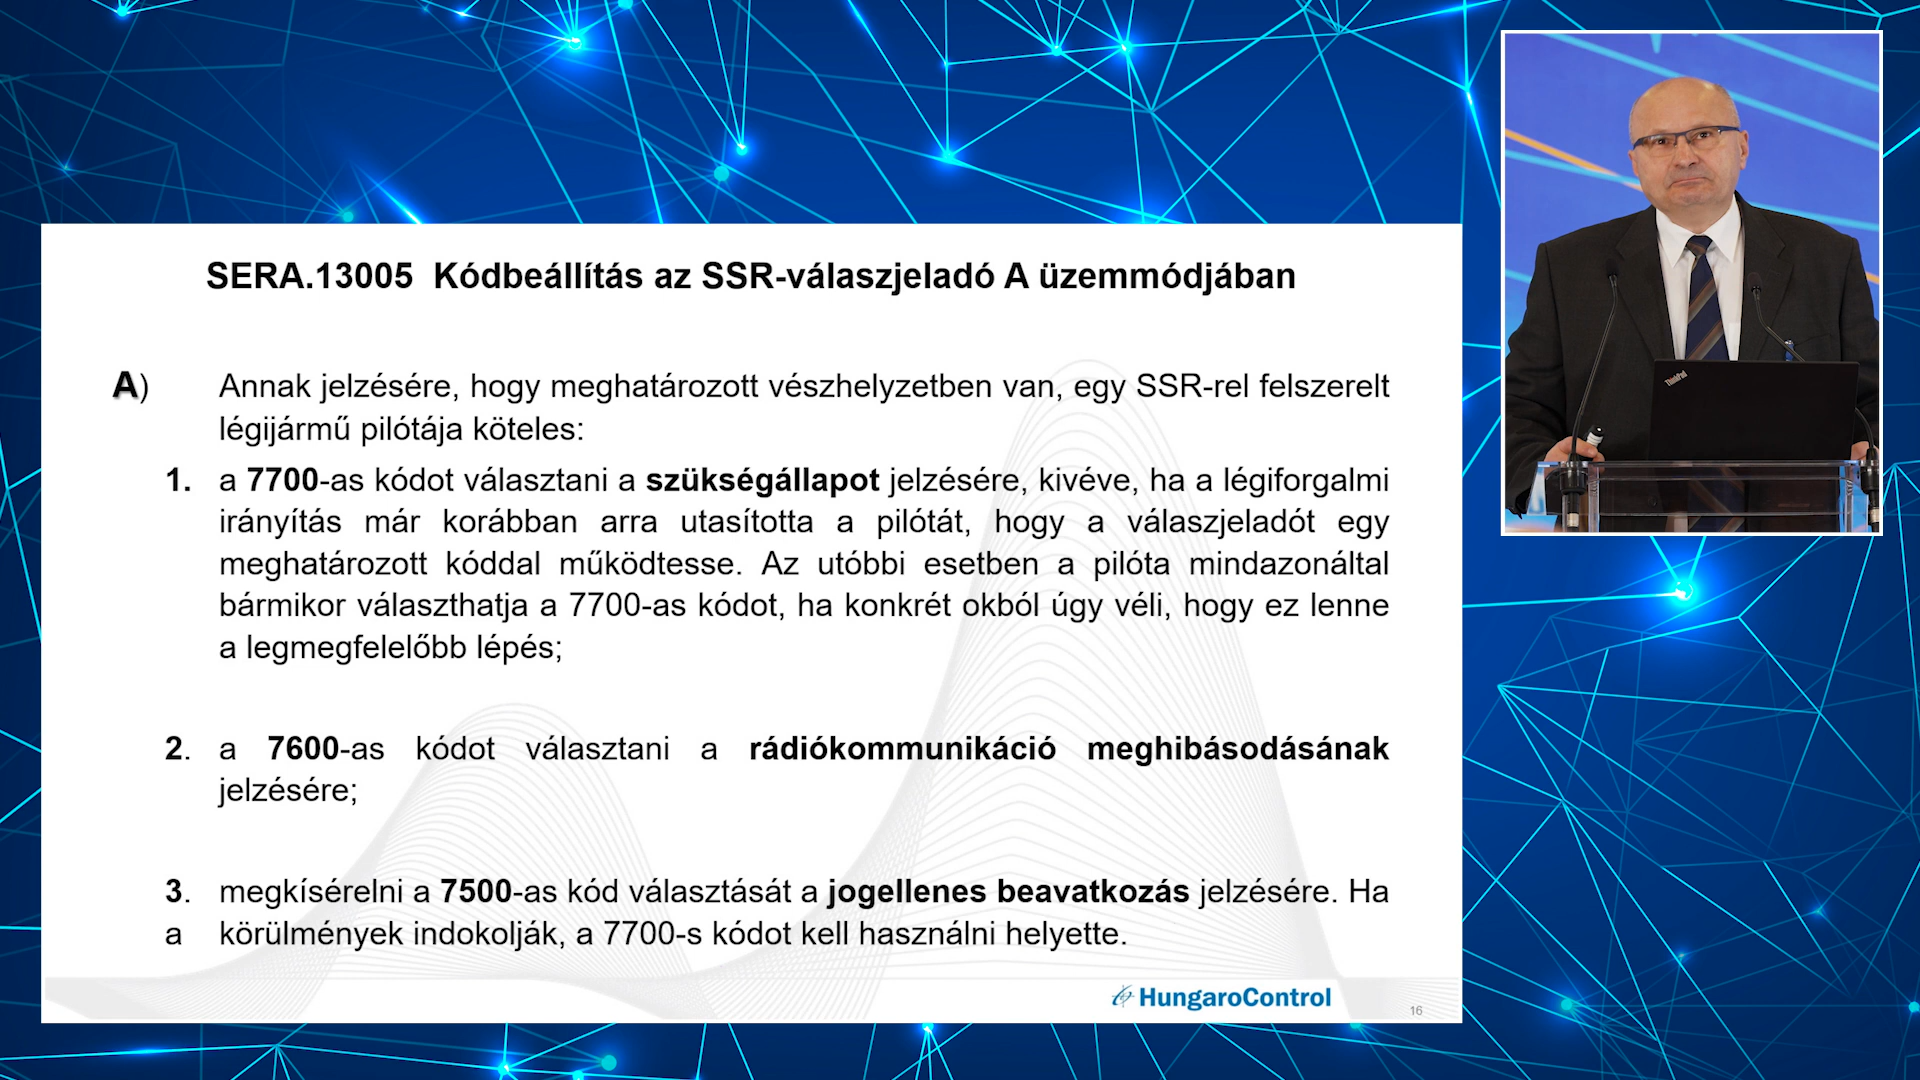 SERA.13005 Kódbeállítás az SSR-válaszjeladó A üzemmódjában
A) Annak jelzésére, hogy meghatározott vészhelyzetben van, egy SSR-rel felszerelt
légijármű pilótája köteles:
1. a 7700-as kódot választani a szükségállapot jelzésére, kivéve, ha a légiforgalmi
irányítás már korábban arra utasította a pilótát, hogy a válaszjeladót egy
meghatározott kóddal működtesse. Az utóbbi esetben a pilóta mindazonáltal
bármikor választhatja a 7700-as kódot, ha konkrét okból úgy véli, hogy ez lenne
a legmegfelelőbb lépés;
2. a 7600-as kódot választani a rádiókommunikáció meghibásodásának
jelzésére;
3. megkísérelni a 7500-as kód választását a jogellenes beavatkozás jelzésére. Ha
a körülmények indokolják, a 7700-s kódot kell használni helyette.
HungaroControl
16
ThinkPad